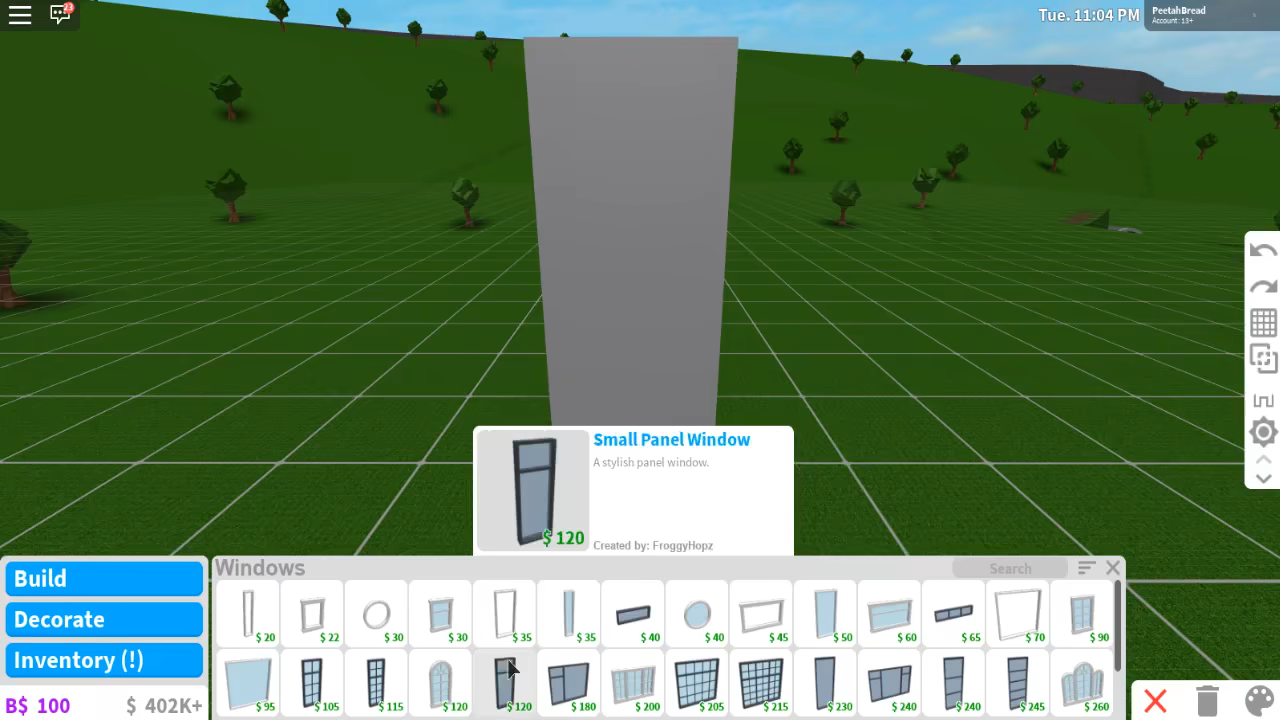 23
Tue. 11:04 PM
PeetahBread
Account: 13+
Small Panel Window
A stylish panel window.
$ 120
Created by: FroggyHopz
Build
Decorate
Inventory (!)
B$ 100 $ 402K+
Windows
Search
$ 20 $ 22 $ 30 $ 30 $ 35 $ 35 $ 40 $ 40 $ 45 $ 50 $ 60 $ 65 $ 70 $ 90
$ 95 $ 105 $ 115 $ 120 $ 120 $ 180 $ 200 $ 205 $ 215 $ 230 $ 240 $ 240 $ 245 $ 260